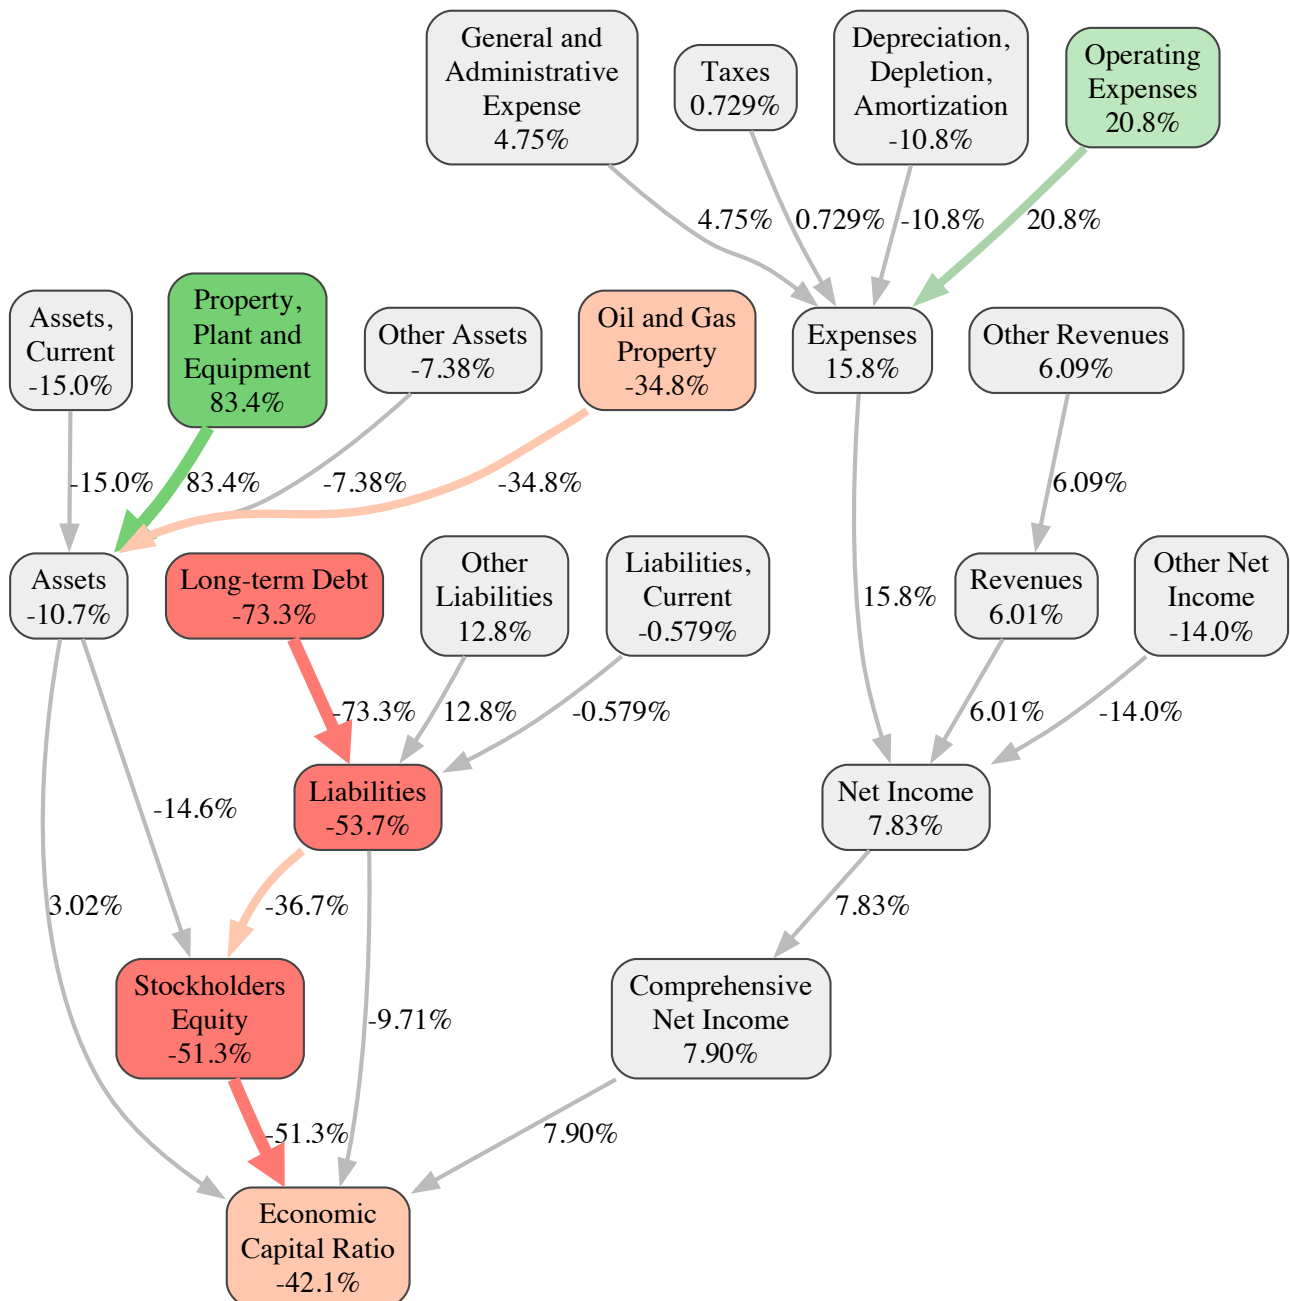 General and
Administrative
Expense
4.75%
Taxes
0.729%
Depreciation,
Depletion,
Amortization
-10.8%
Operating
Expenses
20.8%
4.75%
0.729%
-10.8%
20.8%
Assets,
Current
-15.0%
Property,
Plant and
Equipment
83.4%
Other Assets
-7.38%
Oil and Gas
Property
-34.8%
Expenses
15.8%
Other Revenues
6.09%
-15.0%
83.4%
-7.38%
-34.8%
6.09%
Assets
-10.7%
Long-term Debt
-73.3%
Other
Liabilities
12.8%
Liabilities,
Current
-0.579%
15.8%
Revenues
6.01%
Other Net
Income
-14.0%
-73.3%
12.8%
-0.579%
6.01%
-14.0%
-14.6%
Liabilities
-53.7%
Net Income
7.83%
3.02%
-36.7%
7.83%
Stockholders
Equity
-51.3%
-9.71%
Comprehensive
Net Income
7.90%
-51.3%
7.90%
Economic
Capital Ratio
-42.1%